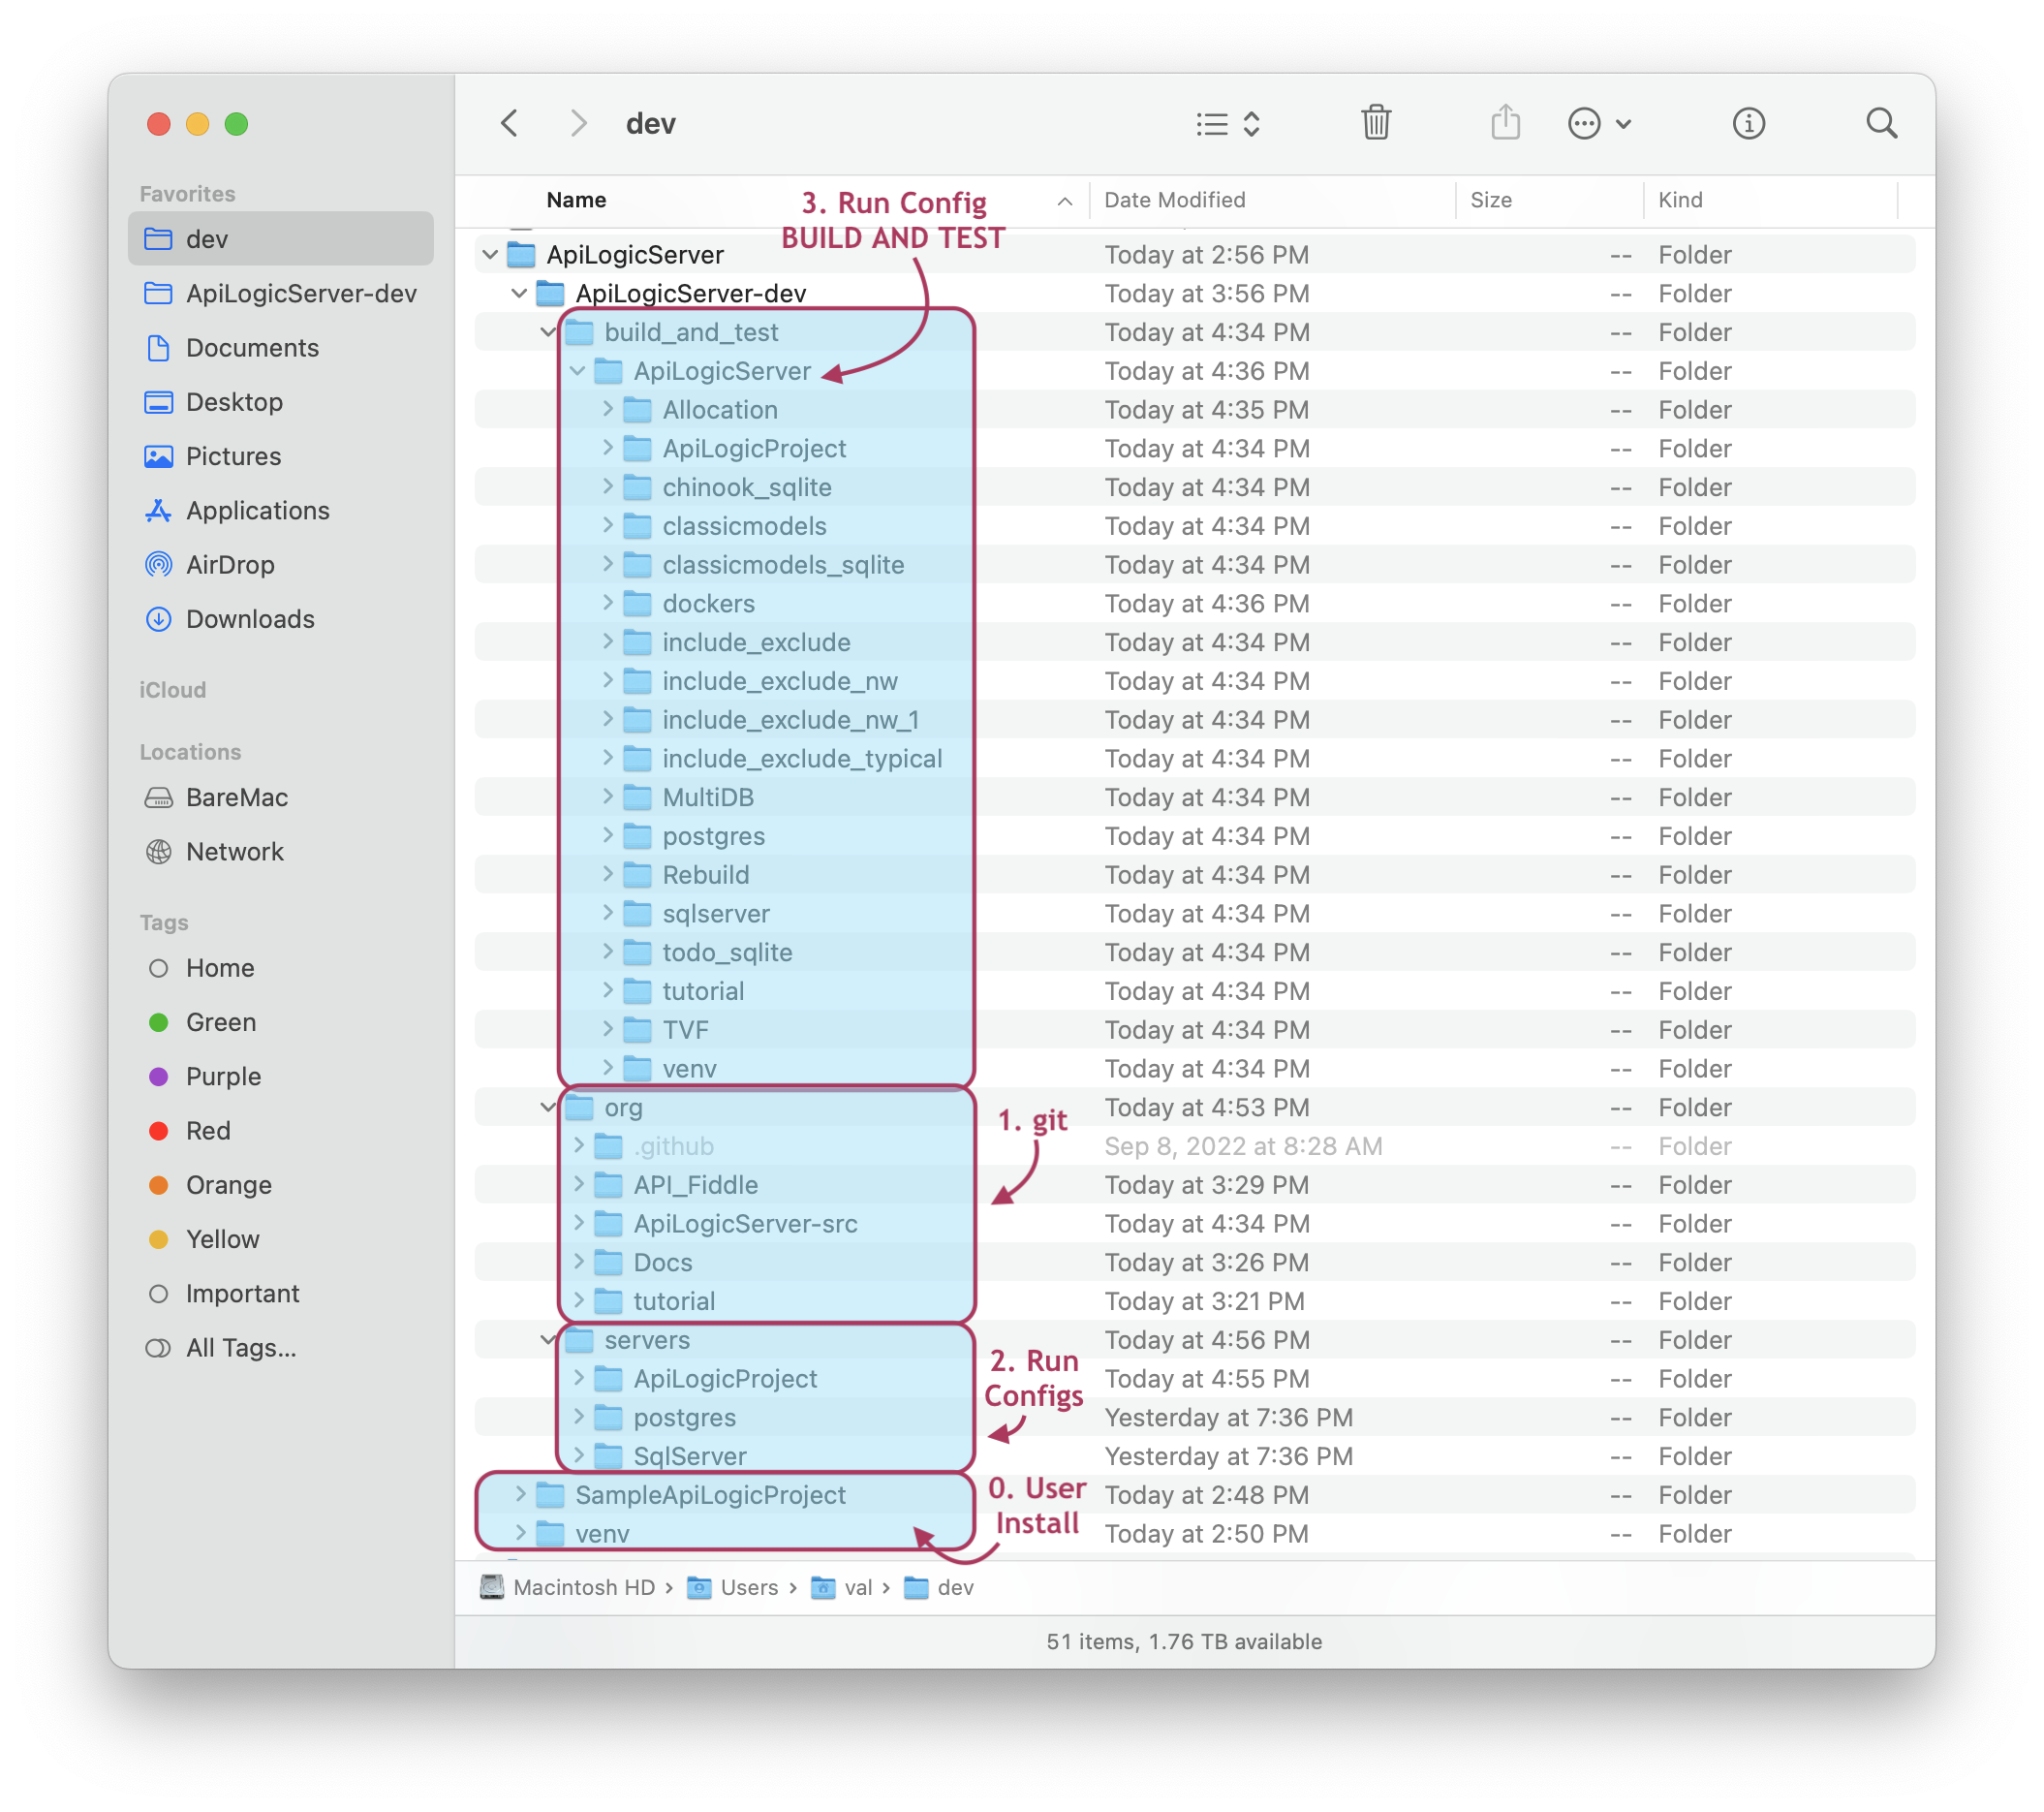 dev
Favorites
dev
ApiLogicServer-dev
Documents
Desktop
Pictures
Applications
AirDrop
Downloads
iCloud
Locations
BareMac
Network
Tags
Home
Green
Purple
Red
Orange
Yellow
Important
All Tags...
Name Date Modified Size Kind
3. Run Config
BUILD AND TEST
ApiLogicServer Today at 2:56 PM -- Folder
ApiLogicServer-dev Today at 3:56 PM -- Folder
build_and_test Today at 4:34 PM -- Folder
ApiLogicServer Today at 4:36 PM -- Folder
Allocation Today at 4:35 PM -- Folder
ApiLogicProject Today at 4:34 PM -- Folder
chinook_sqlite Today at 4:34 PM -- Folder
classicmodels Today at 4:34 PM -- Folder
classicmodels_sqlite Today at 4:34 PM -- Folder
dockers Today at 4:36 PM -- Folder
include_exclude Today at 4:34 PM -- Folder
include_exclude_nw Today at 4:34 PM -- Folder
include_exclude_nw_1 Today at 4:34 PM -- Folder
include_exclude_typical Today at 4:34 PM -- Folder
MultiDB Today at 4:34 PM -- Folder
postgres Today at 4:34 PM -- Folder
Rebuild Today at 4:34 PM -- Folder
sqlserver Today at 4:34 PM -- Folder
todo_sqlite Today at 4:34 PM -- Folder
tutorial Today at 4:34 PM -- Folder
TVF Today at 4:34 PM -- Folder
venv Today at 4:34 PM -- Folder
org Today at 4:53 PM -- Folder
1. git
.github Sep 8, 2022 at 8:28 AM -- Folder
API_Fiddle Today at 3:29 PM -- Folder
ApiLogicServer-src Today at 4:34 PM -- Folder
Docs Today at 3:26 PM -- Folder
tutorial Today at 3:21 PM -- Folder
servers Today at 4:56 PM -- Folder
2. Run
Configs
ApiLogicProject Today at 4:55 PM -- Folder
postgres Yesterday at 7:36 PM -- Folder
SqlServer Yesterday at 7:36 PM -- Folder
0. User
Install
SampleApiLogicProject Today at 2:48 PM -- Folder
venv Today at 2:50 PM -- Folder
Macintosh HD › Users › val › dev
51 items, 1.76 TB available